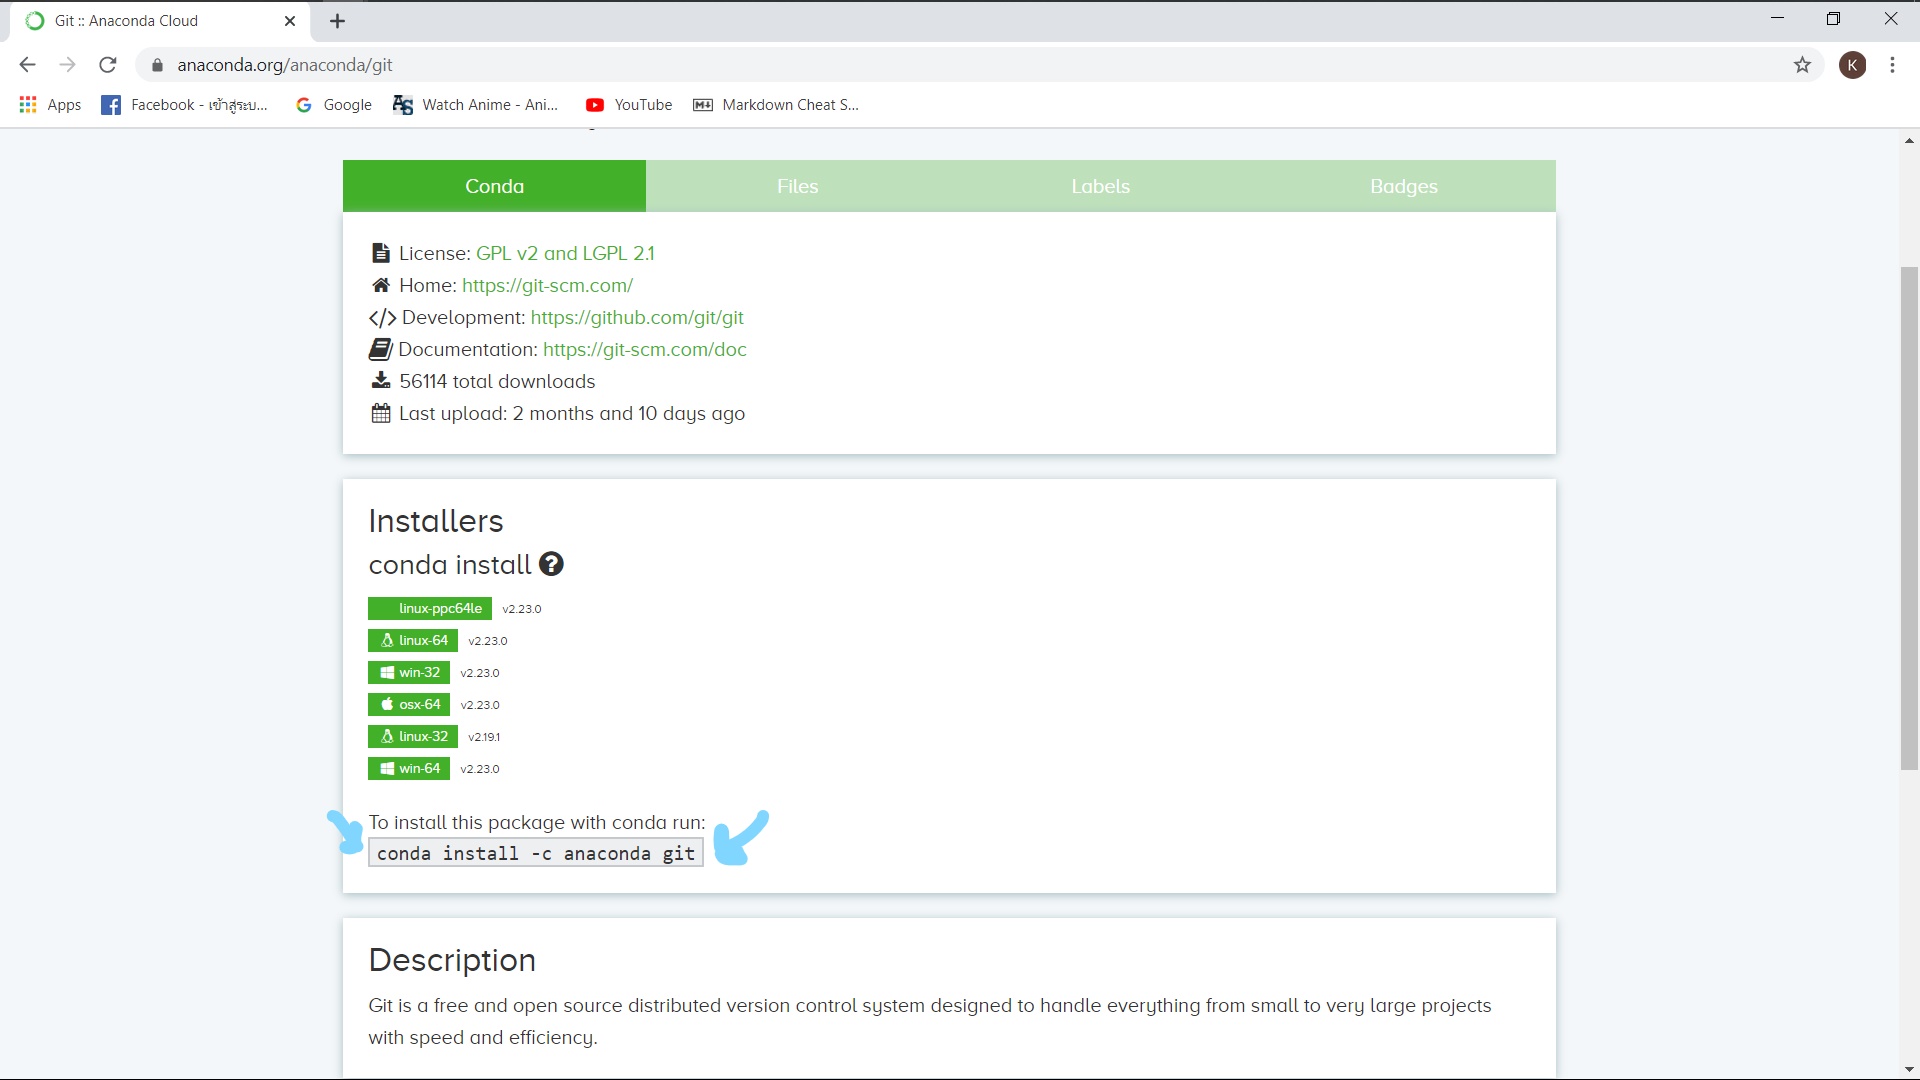 Git :: Anaconda Cloud
anaconda.org/anaconda/git
K
Apps
Facebook - เข้าสู่ระบ...
Google
Watch Anime - Ani...
YouTube
Markdown Cheat S...
Conda
Files
Labels
Badges
License: GPL v2 and LGPL 2.1
Home: https://git-scm.com/
Development: https://github.com/git/git
Documentation: https://git-scm.com/doc
56114 total downloads
Last upload: 2 months and 10 days ago
Installers
conda install ?
linux-ppc64le v2.23.0
linux-64 v2.23.0
win-32 v2.23.0
osx-64 v2.23.0
linux-32 v2.19.1
win-64 v2.23.0
To install this package with conda run:
conda install -c anaconda git
Description
Git is a free and open source distributed version control system designed to handle everything from small to very large projects
with speed and efficiency.